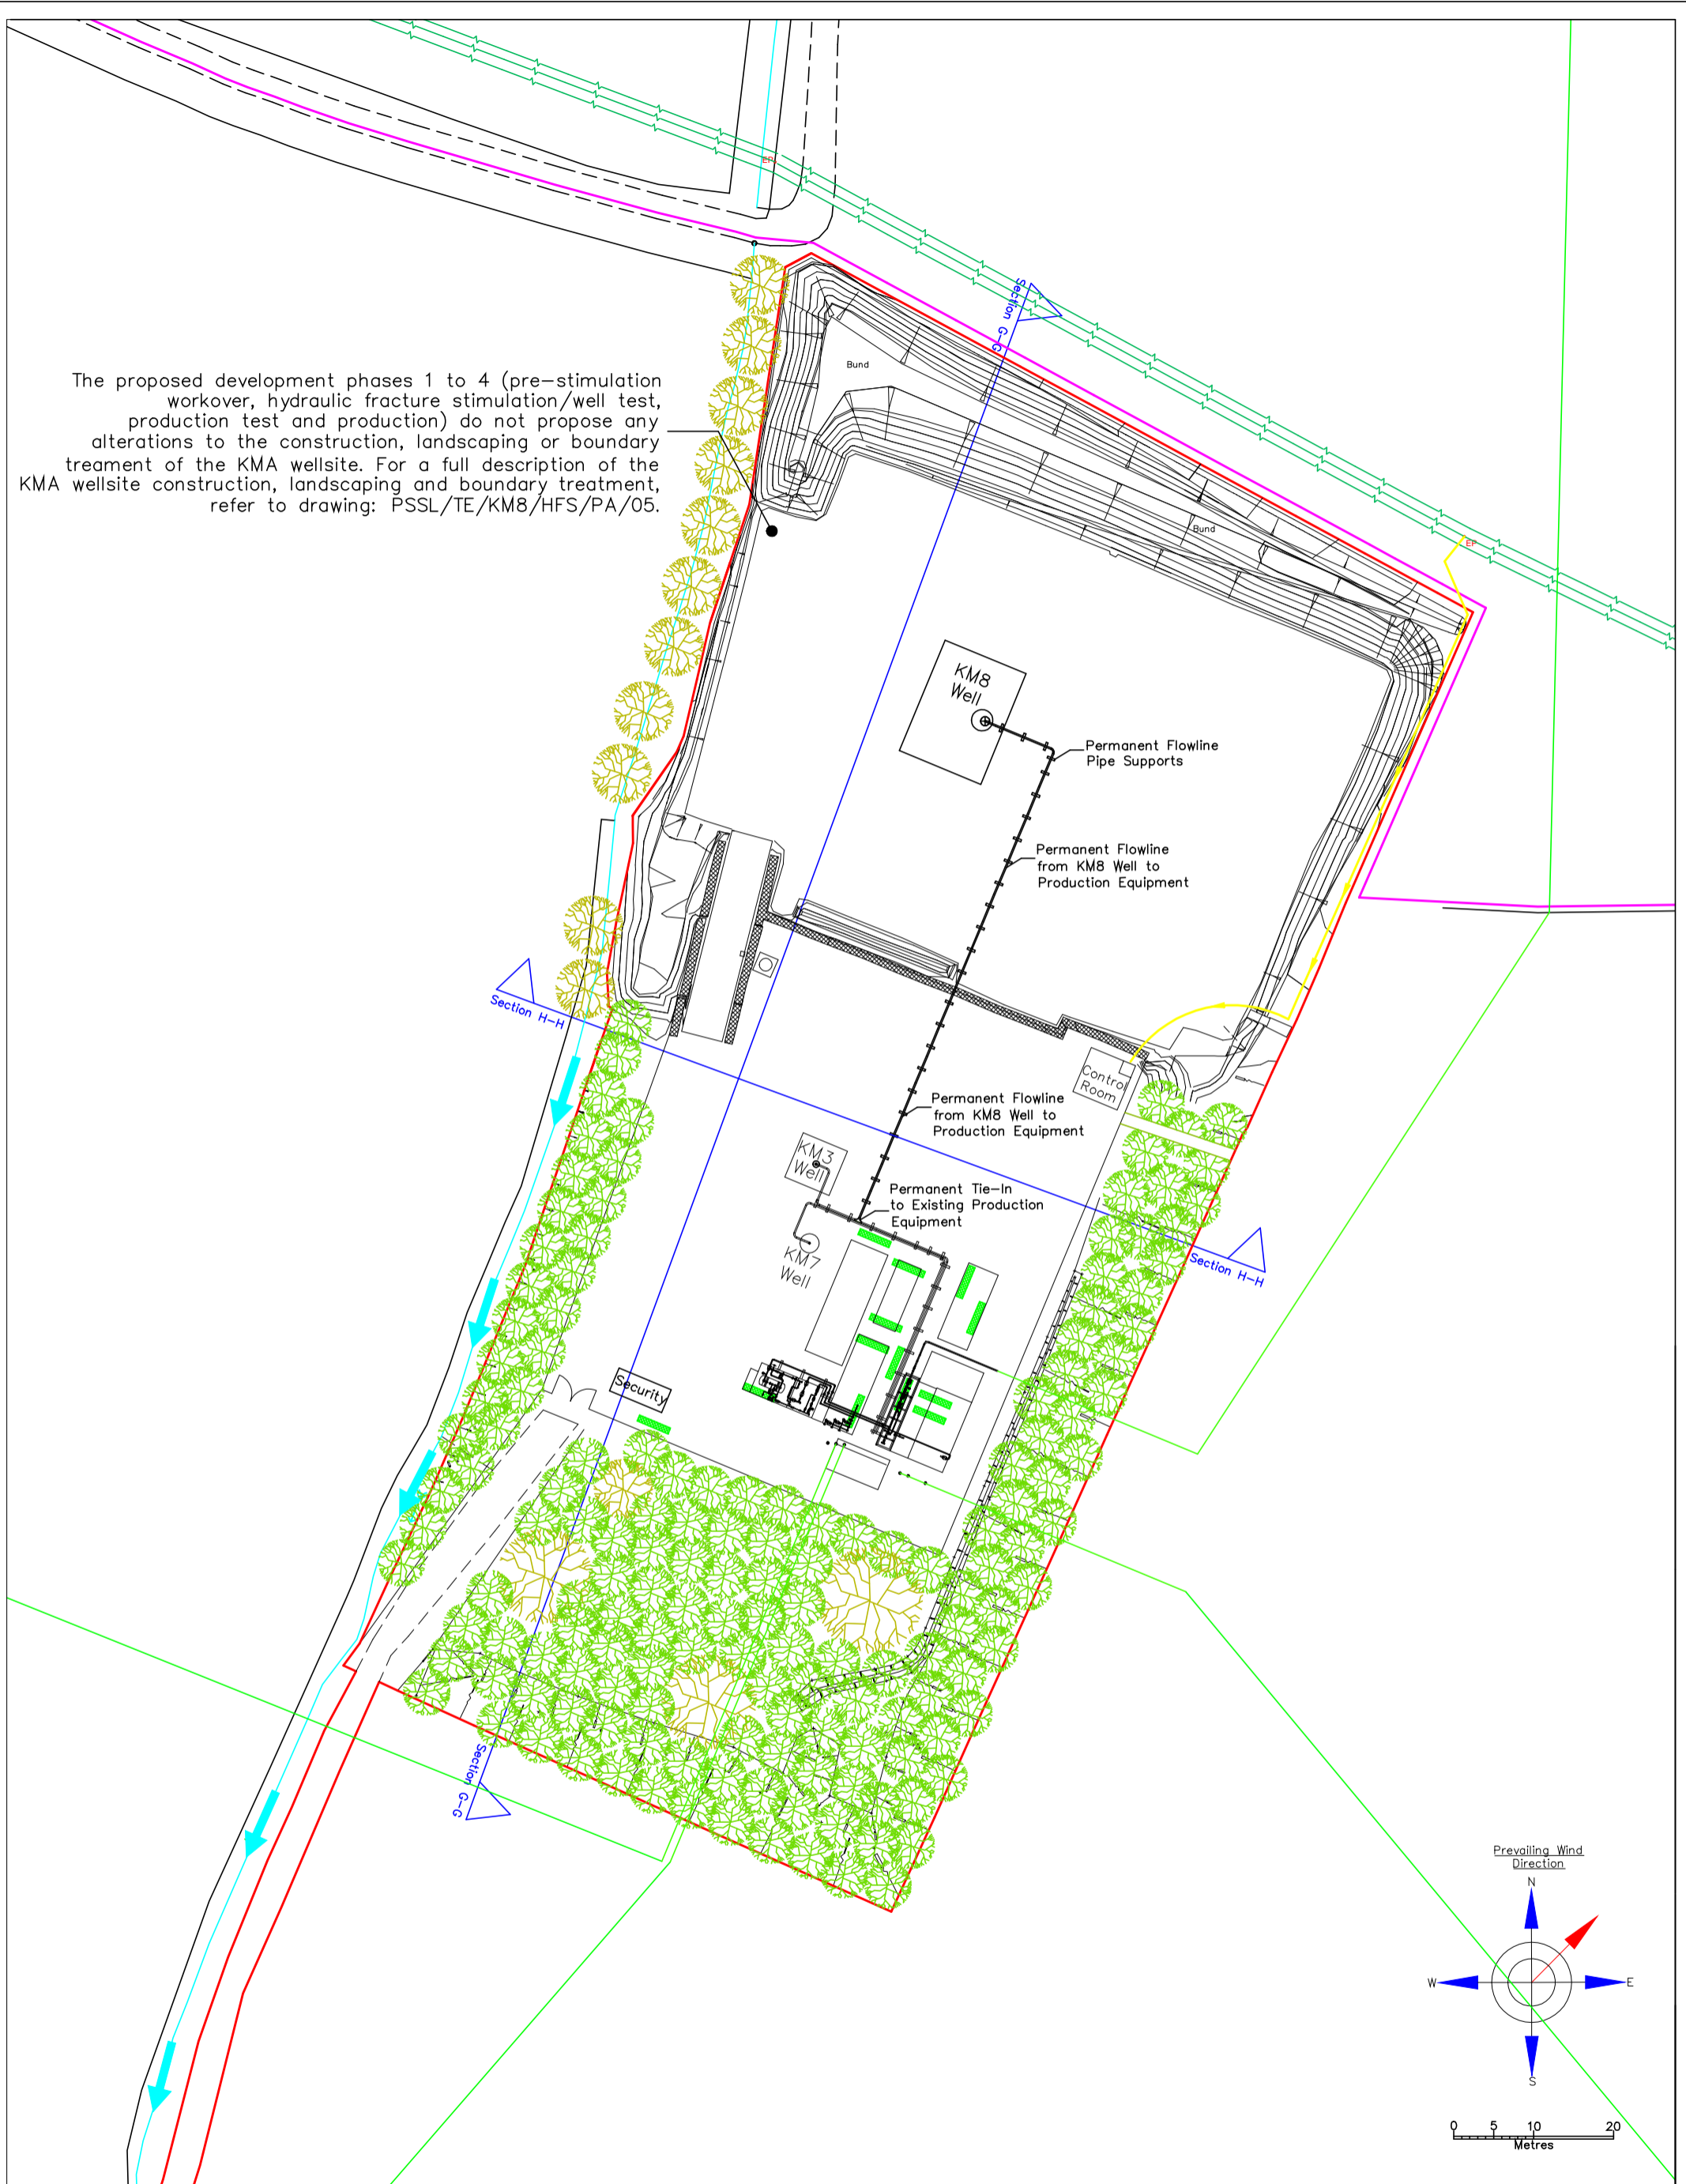 EP
Section G-G
Bund
The proposed development phases 1 to 4 (pre-stimulation
workover, hydraulic fracture stimulation/well test,
production test and production) do not propose any
alterations to the construction, landscaping or boundary
treament of the KMA wellsite. For a full description of the
KMA wellsite construction, landscaping and boundary treatment,
refer to drawing: PSSL/TE/KM8/HFS/PA/05.
Bund
EP
KM8
Well
Permanent Flowline
Pipe Supports
Permanent Flowline
from KM8 Well to
Production Equipment
Section H-H
Control
Room
Permanent Flowline
from KM8 Well to
Production Equipment
KM3
Well
Permanent Tie-In
to Existing Production
Equipment
KM7
Well
Section H-H
Security
Section G-G
Prevailing Wind
Direction
N
W
E
S
0 5 10 20
Metres